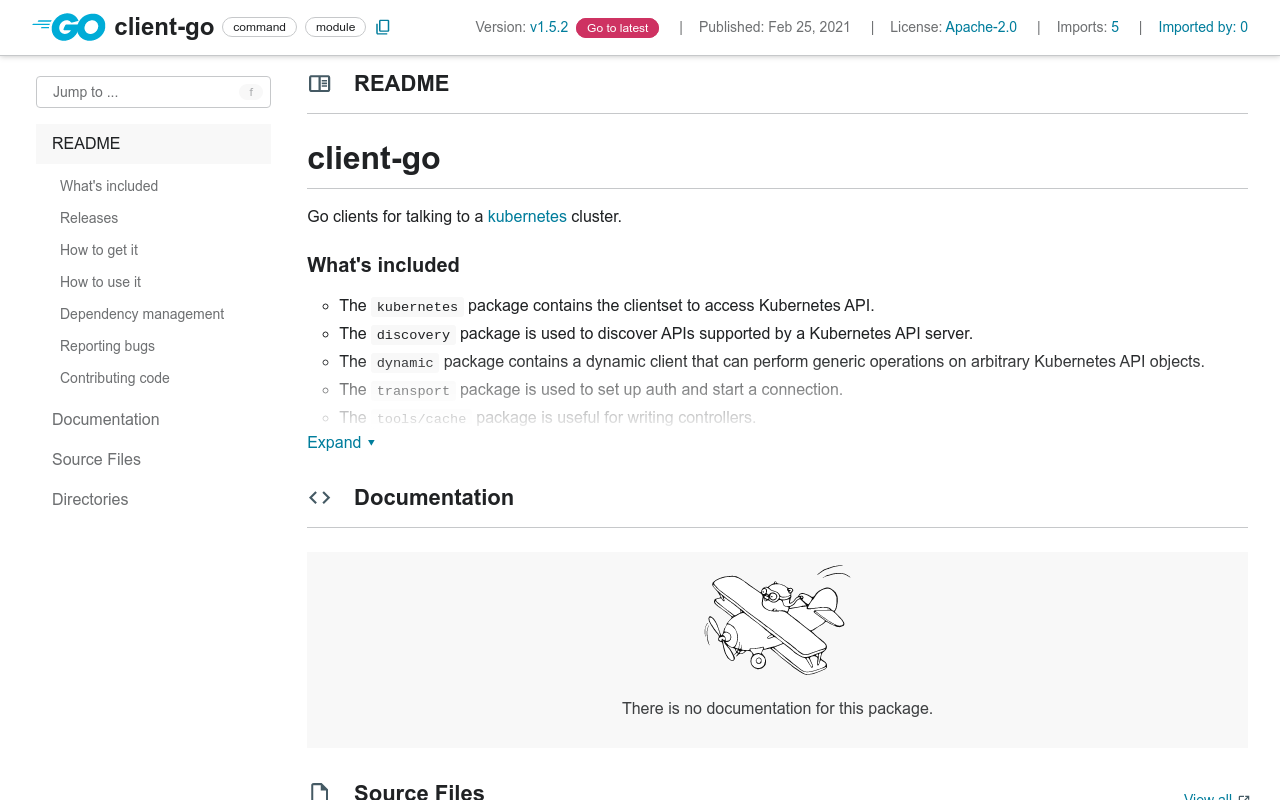 GO client-go command module Version: v1.5.2 Go to latest | Published: Feb 25, 2021 | License: Apache-2.0 | Imports: 5 | Imported by: 0
Jump to ... f
README
What's included
Releases
How to get it
How to use it
Dependency management
Reporting bugs
Contributing code
Documentation
Source Files
Directories
README
client-go
Go clients for talking to a kubernetes cluster.
What's included
The kubernetes package contains the clientset to access Kubernetes API.
The discovery package is used to discover APIs supported by a Kubernetes API server.
The dynamic package contains a dynamic client that can perform generic operations on arbitrary Kubernetes API objects.
The transport package is used to set up auth and start a connection.
The tools/cache package is useful for writing controllers.
Expand
Documentation
There is no documentation for this package.
Source Files
View all